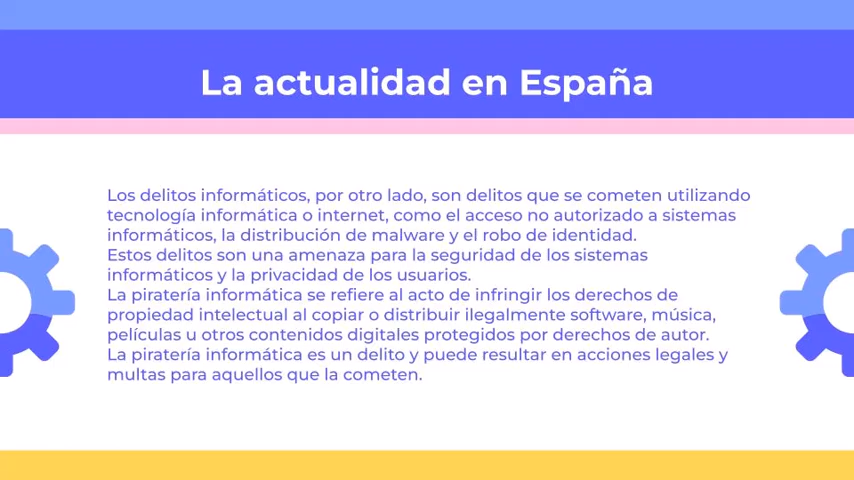 La actualidad en España
Los delitos informáticos, por otro lado, son delitos que se cometen utilizando
tecnología informática o internet, como el acceso no autorizado a sistemas
informáticos, la distribución de malware y el robo de identidad.
Estos delitos son una amenaza para la seguridad de los sistemas
informáticos y la privacidad de los usuarios.
La piratería informática se refiere al acto de infringir los derechos de
propiedad intelectual al copiar o distribuir ilegalmente software, música,
películas u otros contenidos digitales protegidos por derechos de autor.
La piratería informática es un delito y puede resultar en acciones legales y
multas para aquellos que la cometen.